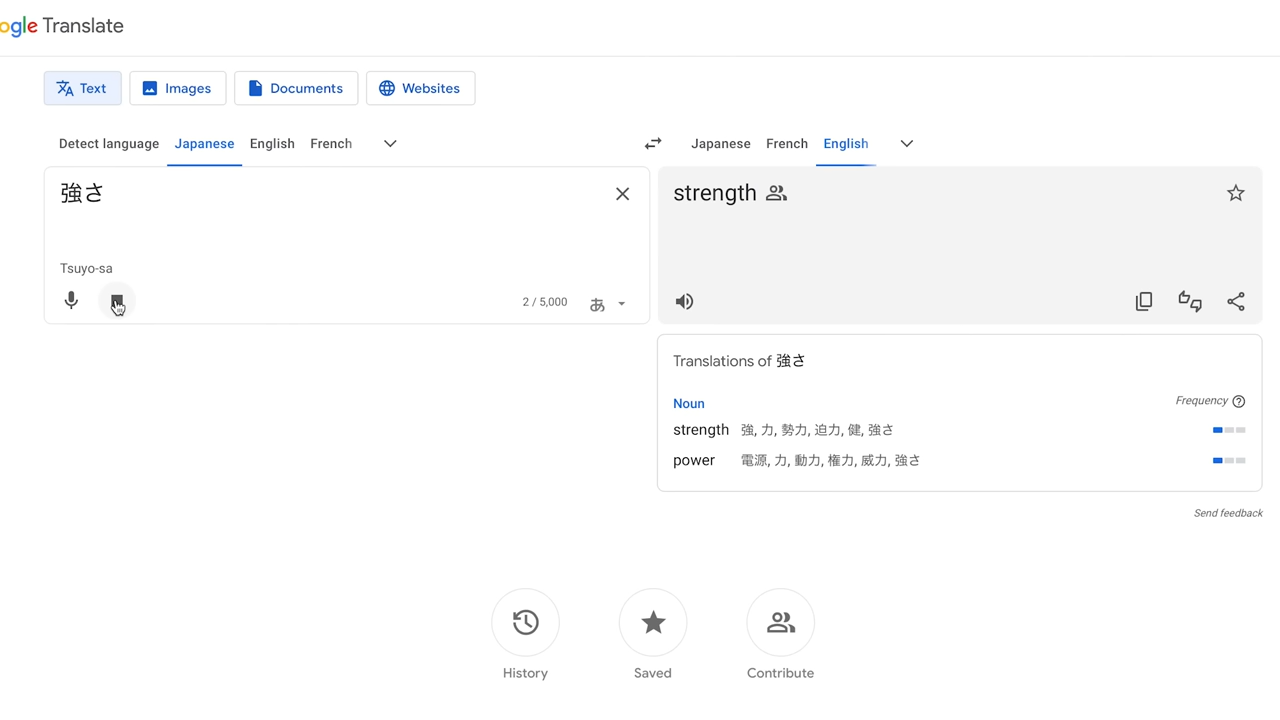 ogle Translate
Text Images Documents Websites
Detect language Japanese English French Japanese French English
強さ
strength
Tsuyo-sa
2 / 5,000 あ
Translations of 強さ
Noun Frequency
strength 強, 力, 勢力, 迫力, 健, 強さ
power 電源, 力, 動力, 権力, 威力, 強さ
Send feedback
History Saved Contribute